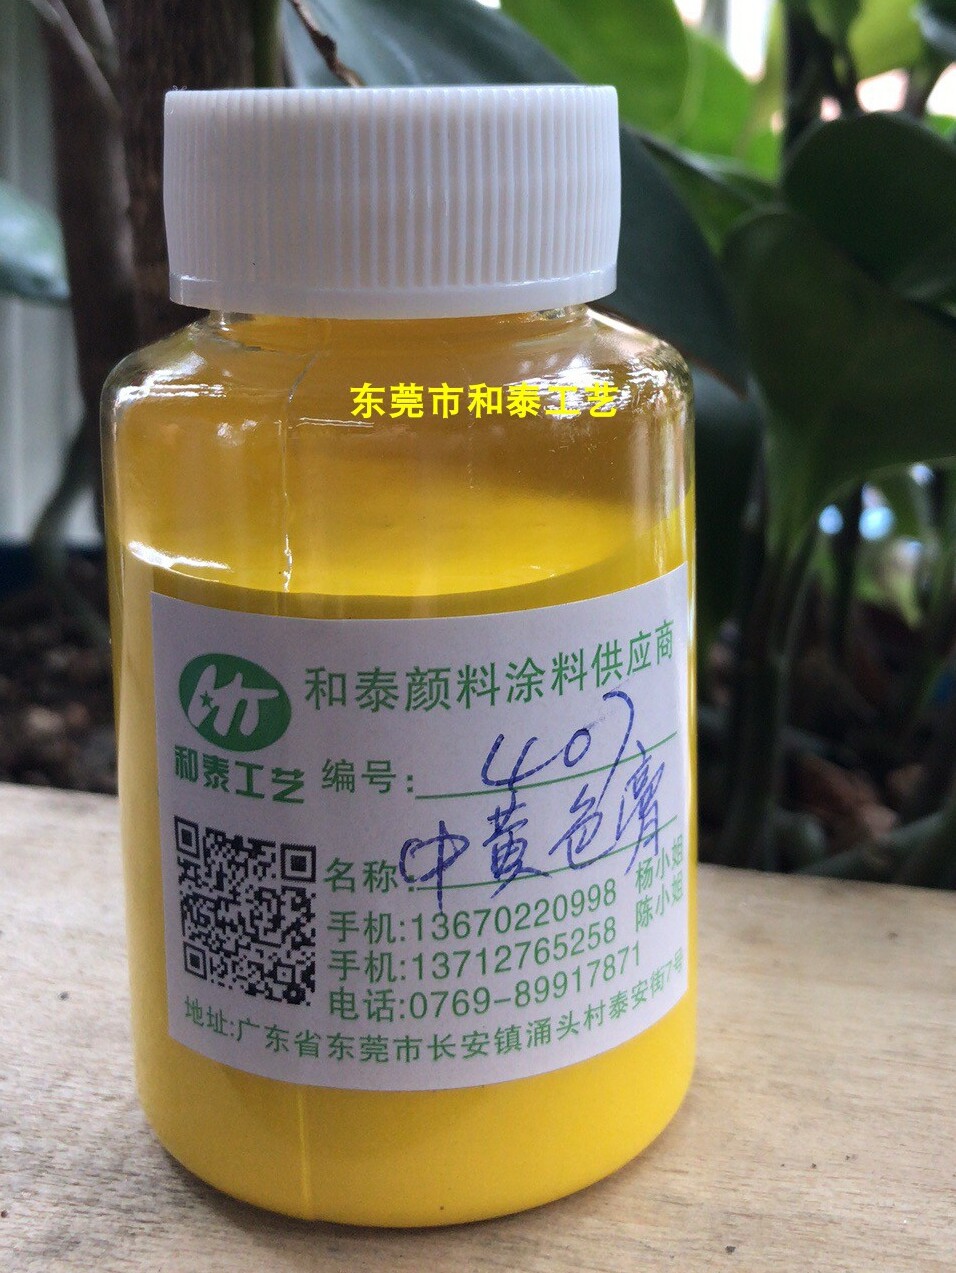 东莞市和泰工艺
和泰颜料涂料供应商
和泰工艺
编号: 407
名称: 中黄色膏
手机:13670220998 杨小姐
手机:13712765258 陈小姐
电话:0769-89917871
地址:广东省东莞市长安镇涌头村泰安街7号